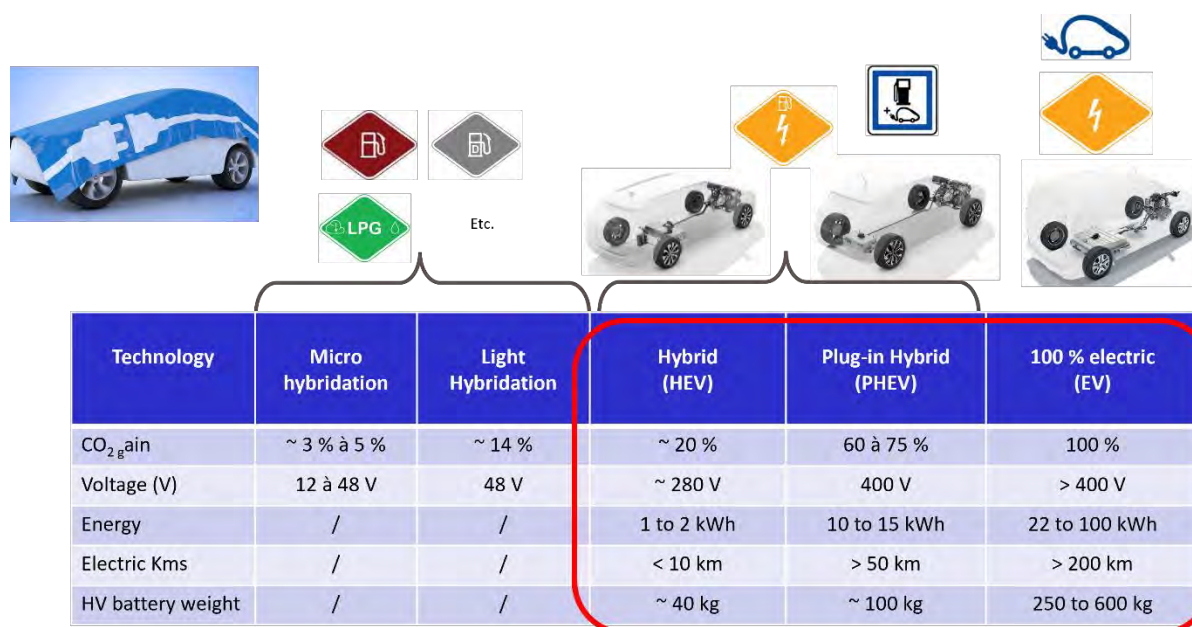 D
LPG
Etc.
Technology
Micro
hybridation
Light
Hybridation
Hybrid
(HEV)
Plug-in Hybrid
(PHEV)
100 % electric
(EV)
CO2 gain
~ 3 % à 5 %
~ 14 %
~ 20 %
60 à 75 %
100 %
Voltage (V)
12 à 48 V
48 V
~ 280 V
400 V
> 400 V
Energy
/
/
1 to 2 kWh
10 to 15 kWh
22 to 100 kWh
Electric Kms
/
/
< 10 km
> 50 km
> 200 km
HV battery weight
/
/
~ 40 kg
~ 100 kg
250 to 600 kg